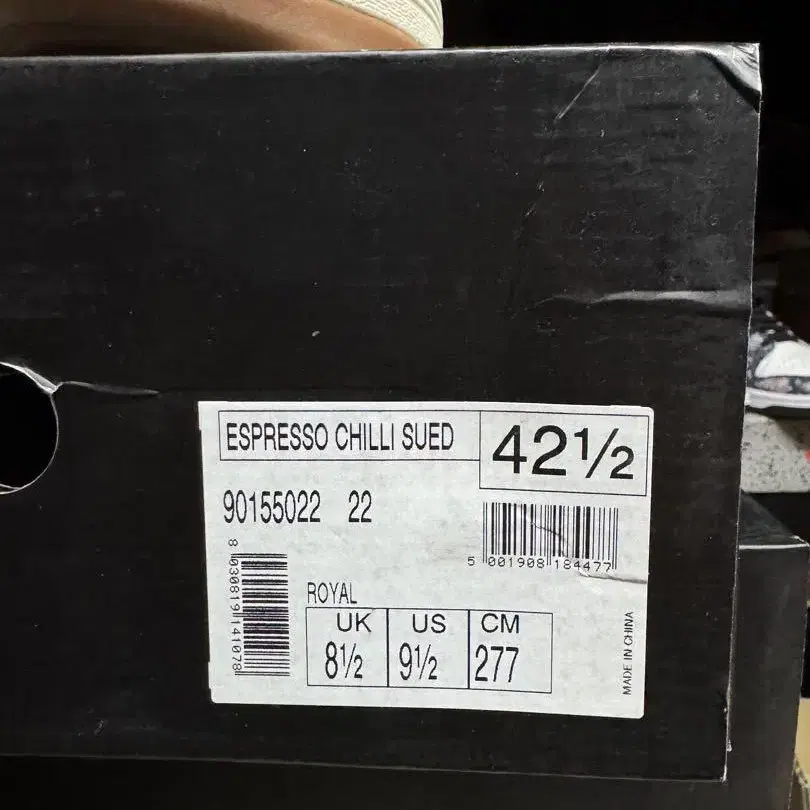 ESPRESSO CHILLI SUED
42½
90155022 22
5 001908 184477
8 030819 141078
ROYAL
UK US CM
8½ 9½ 277
MADE IN CHINA